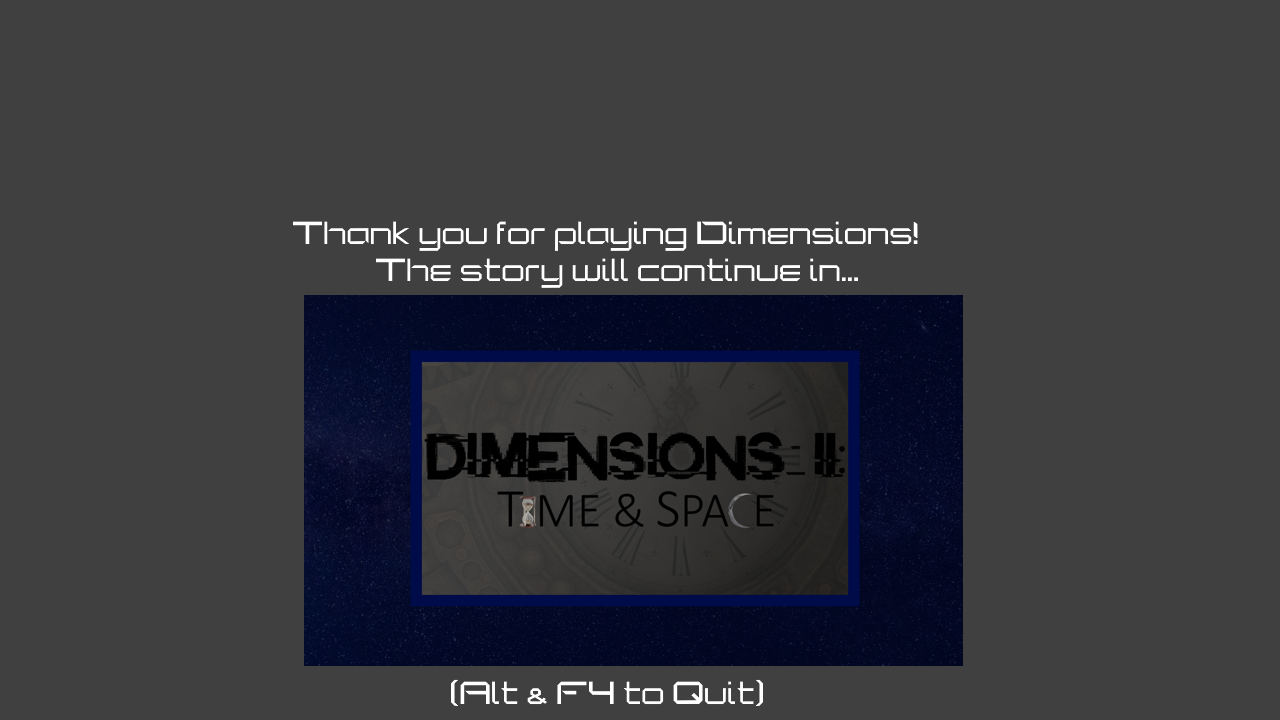 Thank you for playing Dimensions!
The story will continue in...
DIMENSIONS II:
TIME & SPACE
(Alt & F4 to Quit)